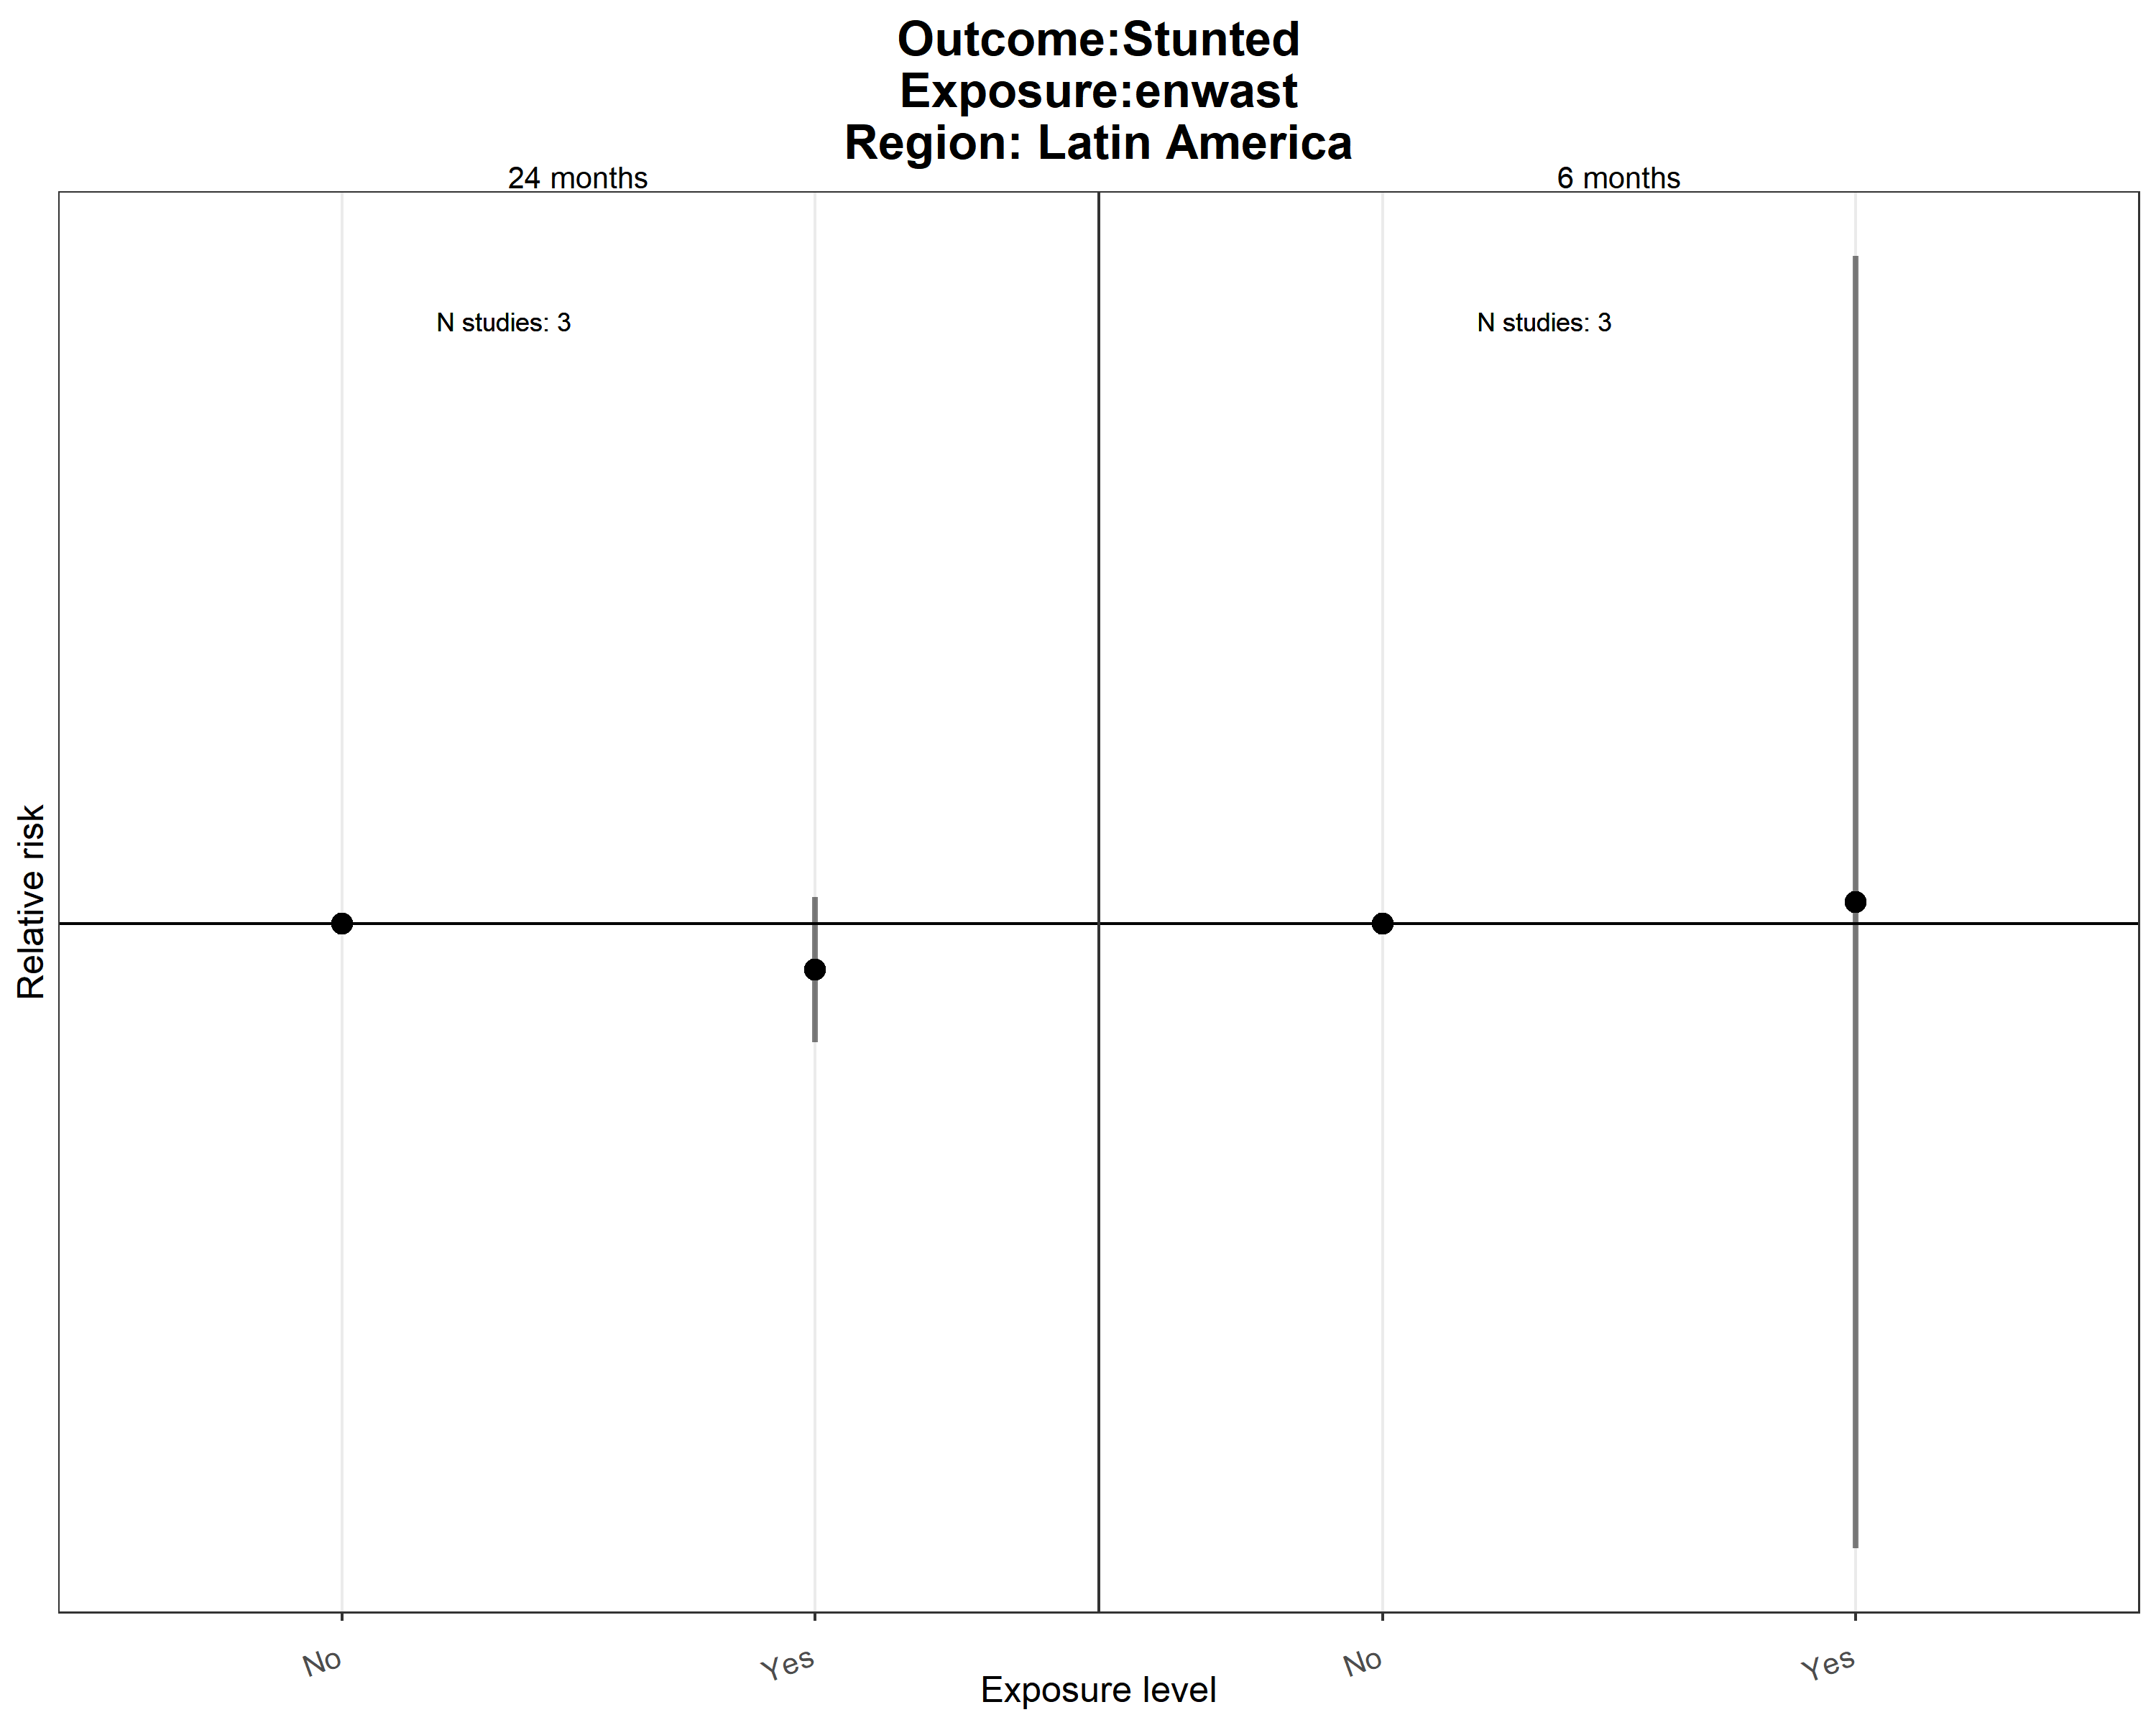 Outcome:Stunted
Exposure:enwast
Region: Latin America
24 months
6 months
N studies: 3
N studies: 3
Relative risk
No
Yes
No
Yes
Exposure level